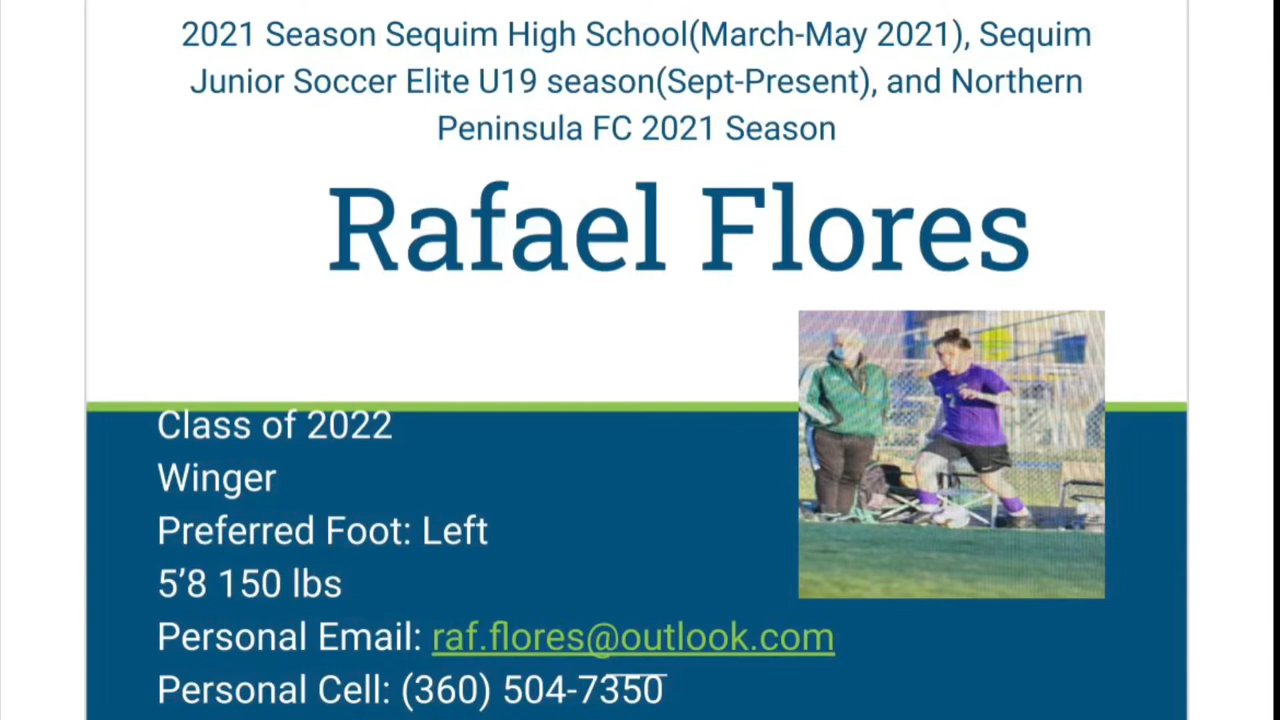 2021 Season Sequim High School(March-May 2021), Sequim
Junior Soccer Elite U19 season(Sept-Present), and Northern
Peninsula FC 2021 Season
Rafael Flores
Class of 2022
Winger
Preferred Foot: Left
5'8 150 lbs
Personal Email: raf.flores@outlook.com
Personal Cell: (360) 504-7350